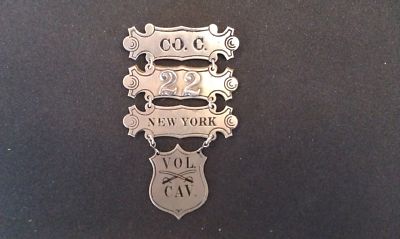 CO. C.
22
NEW YORK
VOL.
CAV.